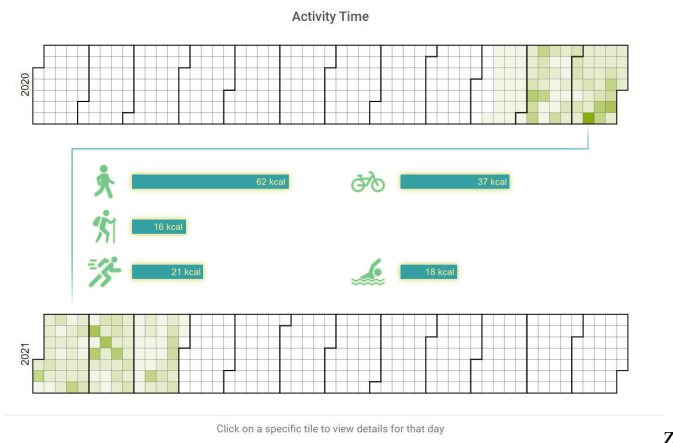 Activity Time
2020
62 kcal
37 kcal
16 kcal
21 kcal
18 kcal
2021
Click on a specific tile to view details for that day
Z